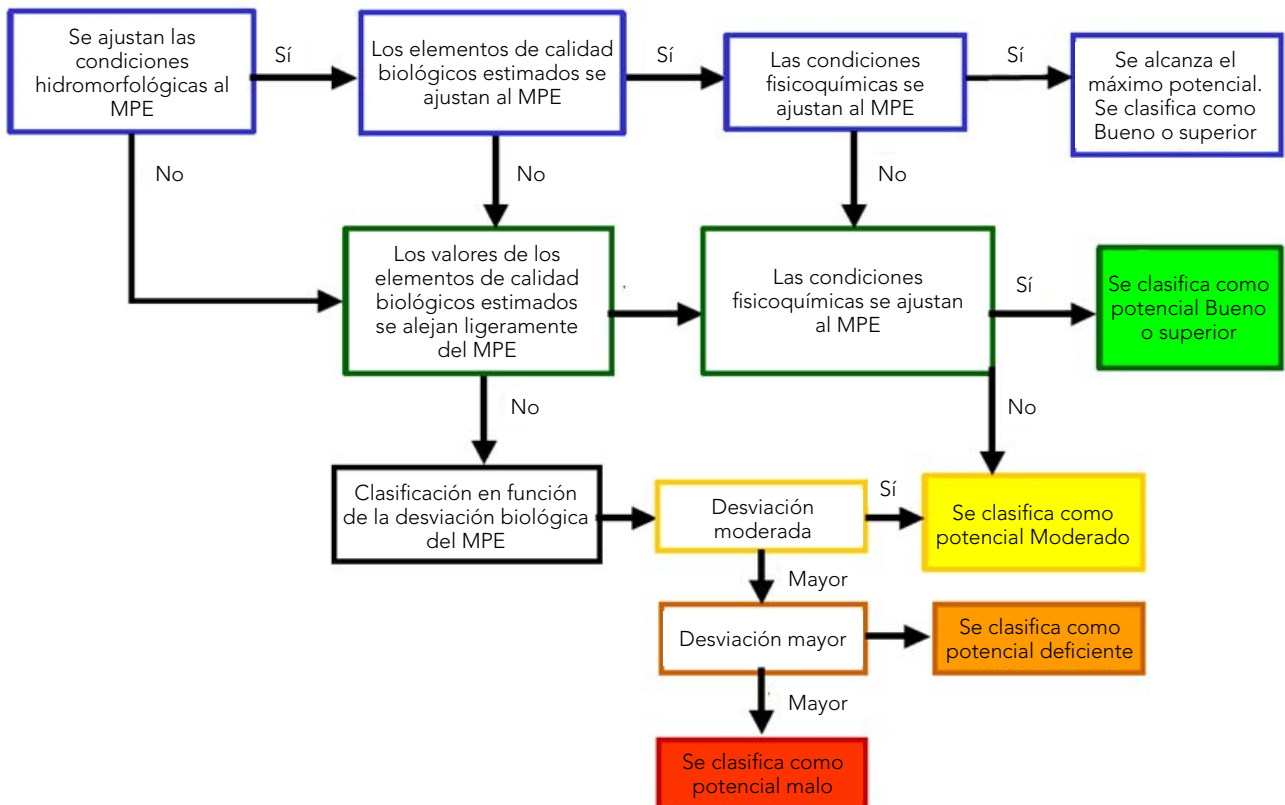 Se ajustan las
condiciones
hidromorfológicas al
MPE
Sí
Los elementos de calidad
biológicos estimados se
ajustan al MPE
Sí
Las condiciones
fisicoquímicas se
ajustan al MPE
Sí
Se alcanza el
máximo potencial.
Se clasifica como
Bueno o superior
No
No
No
Los valores de los
elementos de calidad
biológicos estimados
se alejan ligeramente
del MPE
Las condiciones
fisicoquímicas se ajustan
al MPE
Sí
Se clasifica como
potencial Bueno
o superior
No
No
Clasificación en función
de la desviación biológica
del MPE
Desviación
moderada
Sí
Se clasifica como
potencial Moderado
Mayor
Desviación mayor
Se clasifica como
potencial deficiente
Mayor
Se clasifica como
potencial malo